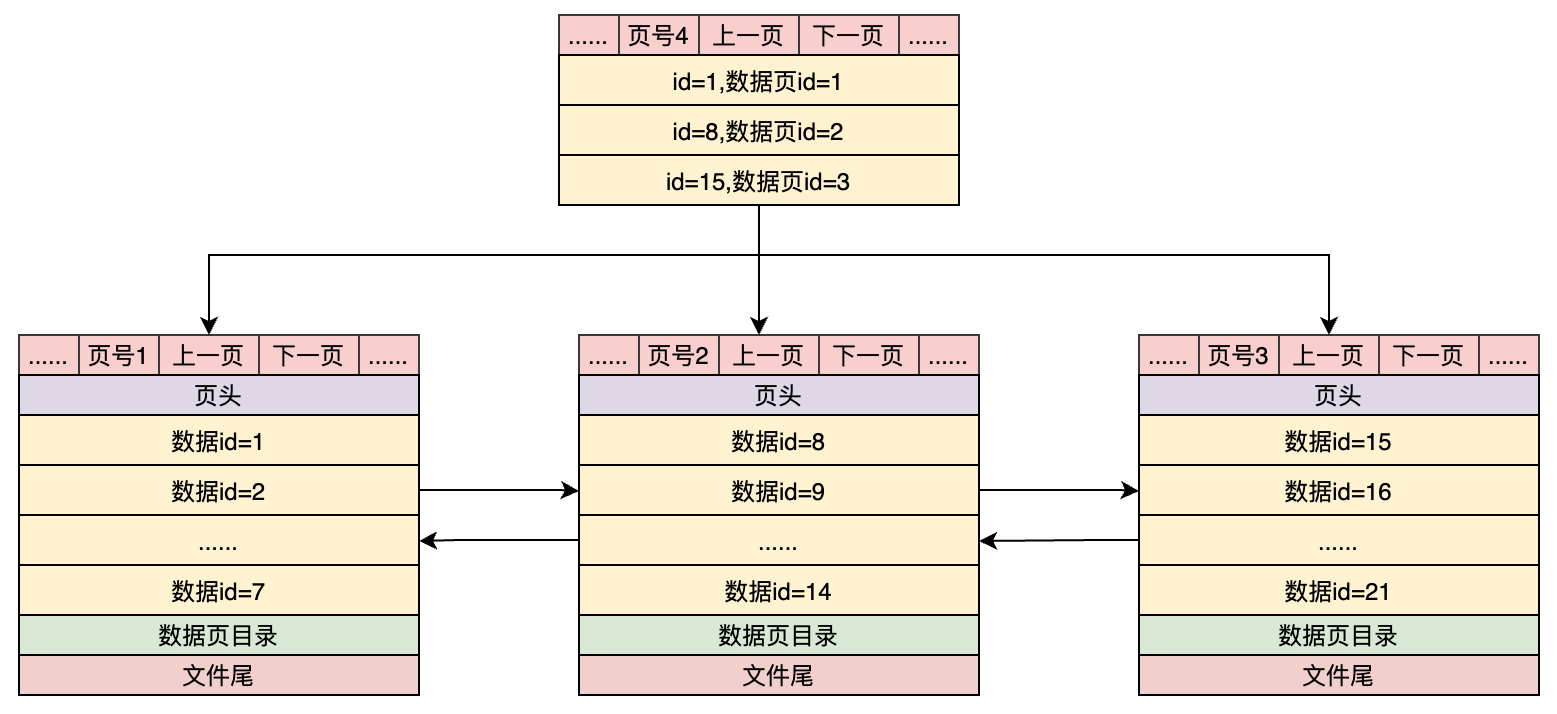 ...... 页号4 上一页 下一页 ......
id=1,数据页id=1
id=8,数据页id=2
id=15,数据页id=3
...... 页号1 上一页 下一页 ......
页头
数据id=1
数据id=2
......
数据id=7
数据页目录
文件尾
...... 页号2 上一页 下一页 ......
页头
数据id=8
数据id=9
......
数据id=14
数据页目录
文件尾
...... 页号3 上一页 下一页 ......
页头
数据id=15
数据id=16
......
数据id=21
数据页目录
文件尾